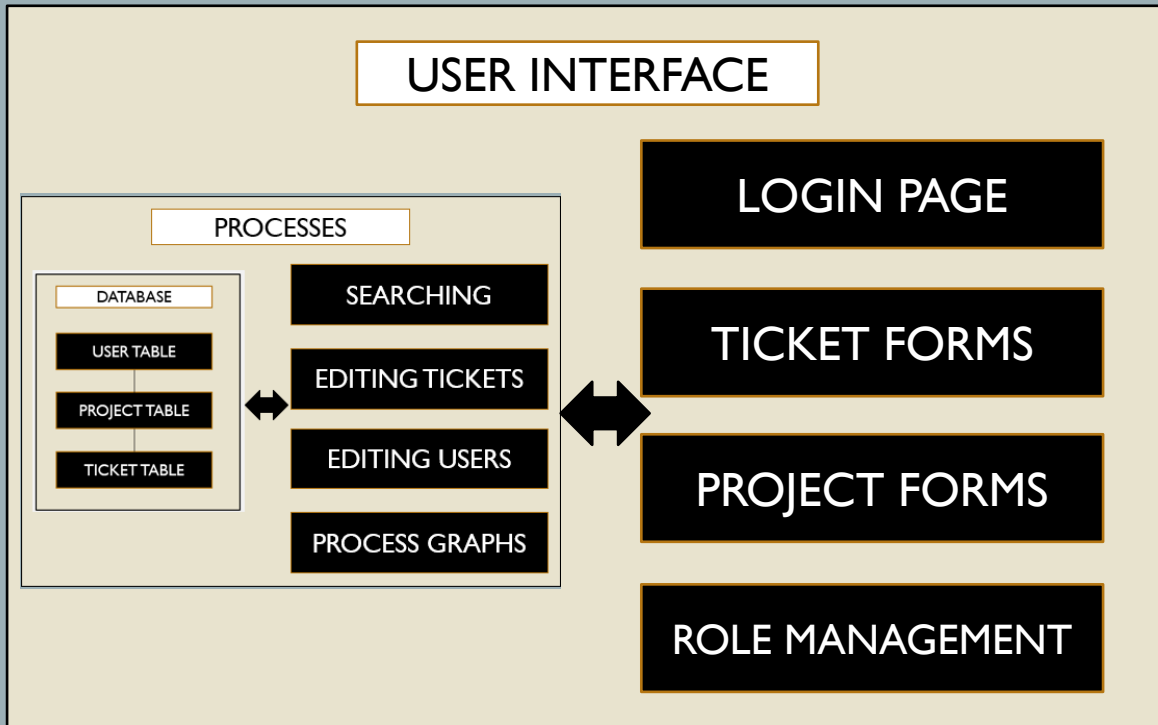 USER INTERFACE
PROCESSES
DATABASE
USER TABLE
PROJECT TABLE
TICKET TABLE
SEARCHING
EDITING TICKETS
EDITING USERS
PROCESS GRAPHS
LOGIN PAGE
TICKET FORMS
PROJECT FORMS
ROLE MANAGEMENT